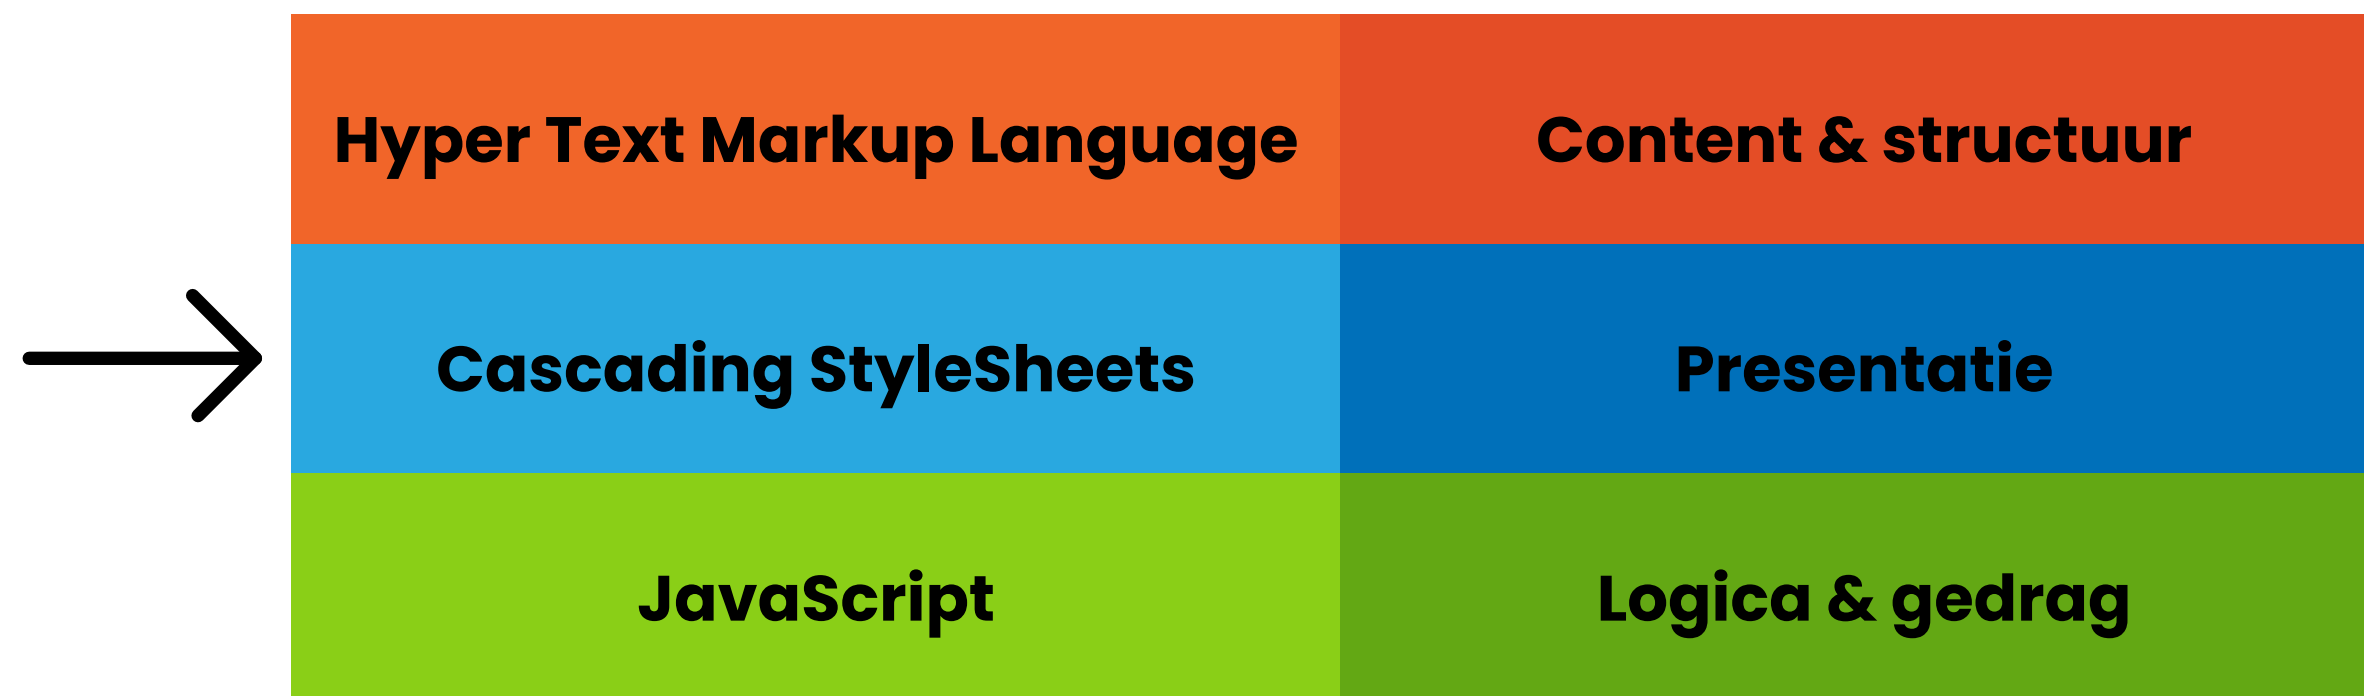 Hyper Text Markup Language
Content & structuur
Cascading StyleSheets
Presentatie
JavaScript
Logica & gedrag